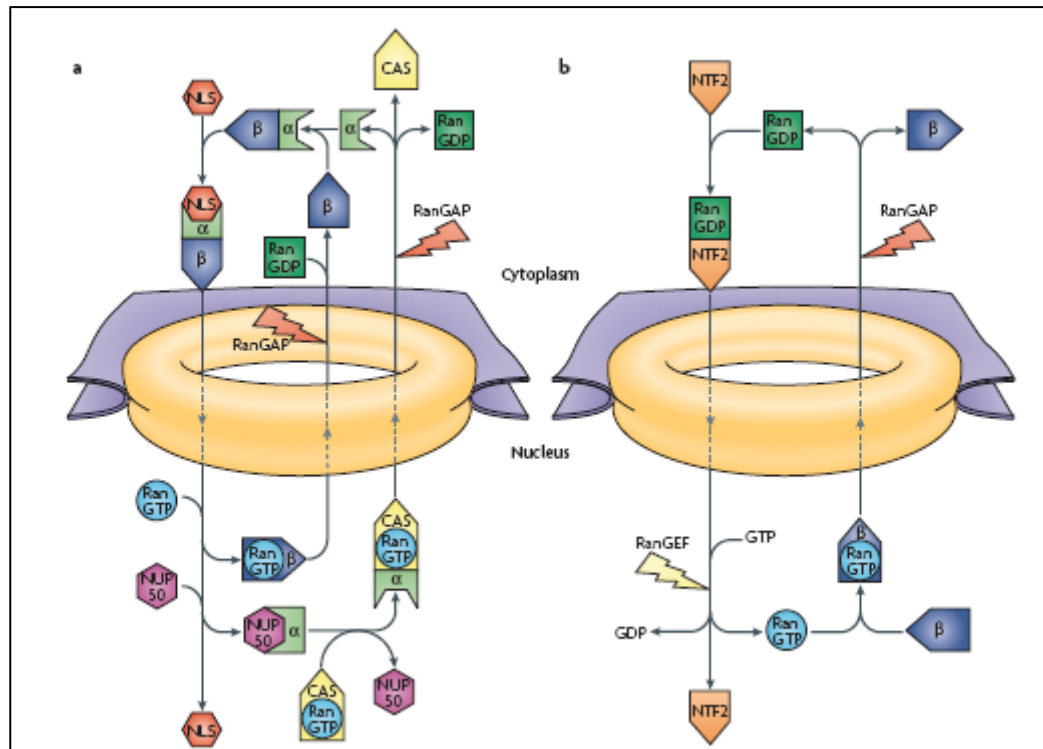 a
CAS
b
NLS
NTF2
β
α
α
Ran
GDP
Ran
GDP
β
NLS
α
β
β
RanGAP
Ran
GDP
NTF2
RanGAP
Ran
GDP
Cytoplasm
RanGAP
Nucleus
Ran
GTP
CAS
Ran
GTP
α
RanGEF
GTP
β
Ran
GTP
Ran
GTP
β
NUP
50
NUP
50
α
GDP
Ran
GTP
β
CAS
Ran
GTP
NUP
50
NLS
NTF2